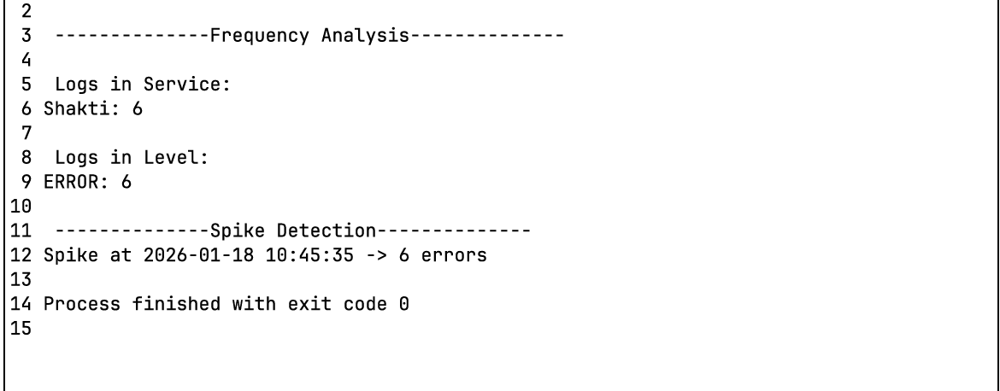 2
3 --------------Frequency Analysis--------------
4
5 Logs in Service:
6 Shakti: 6
7
8 Logs in Level:
9 ERROR: 6
10
11 --------------Spike Detection--------------
12 Spike at 2026-01-18 10:45:35 -> 6 errors
13
14 Process finished with exit code 0
15